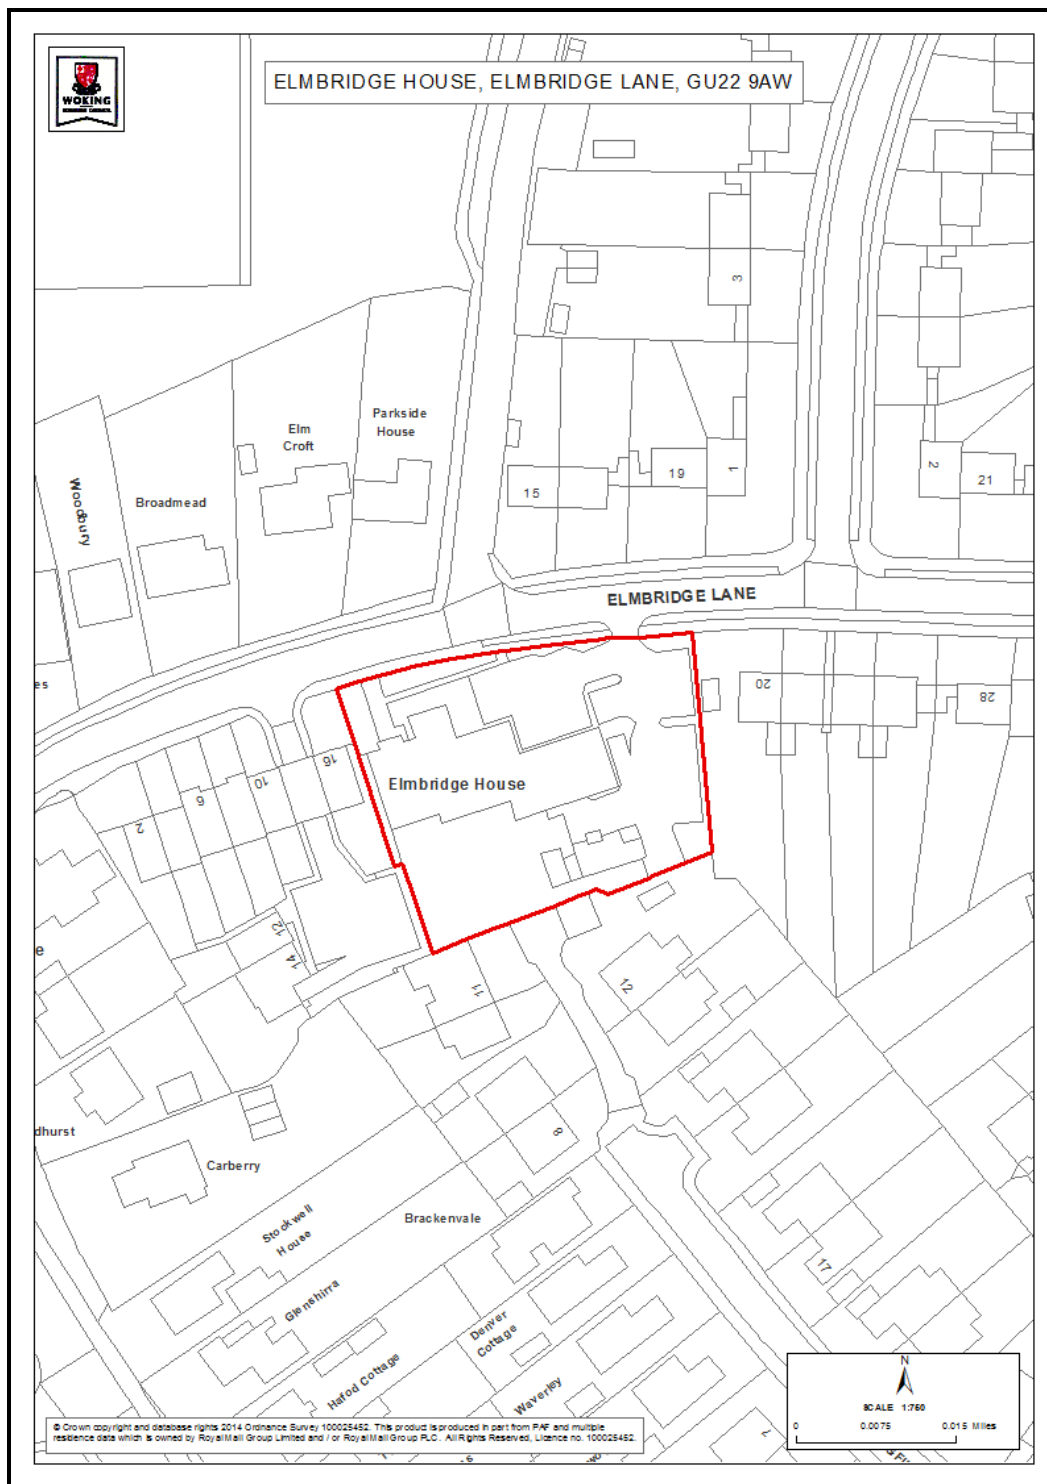 WOKING
BOROUGH COUNCIL
ELMBRIDGE HOUSE, ELMBRIDGE LANE, GU22 9AW
3
Parkside
House
Elm
Croft
Broadmead
Woodbury
15
19
1
2
21
ELMBRIDGE LANE
es
20
28
16
10
6
2
Elmbridge House
12
14
e
11
12
dhurst
8
Carberry
Stockwell
House
Brackenvale
Glenshirra
Denver
Cottage
Hafod Cottage
Waverley
17
7
N
SCALE 1:750
0 0.0075 0.015 Miles
© Crown copyright and database rights 2014 Ordnance Survey 100025452. This product is produced in part from PAF and multiple
residence data which is owned by Royal Mail Group Limited and / or Royal Mail Group PLC. All Rights Reserved, Licence no. 100025452.